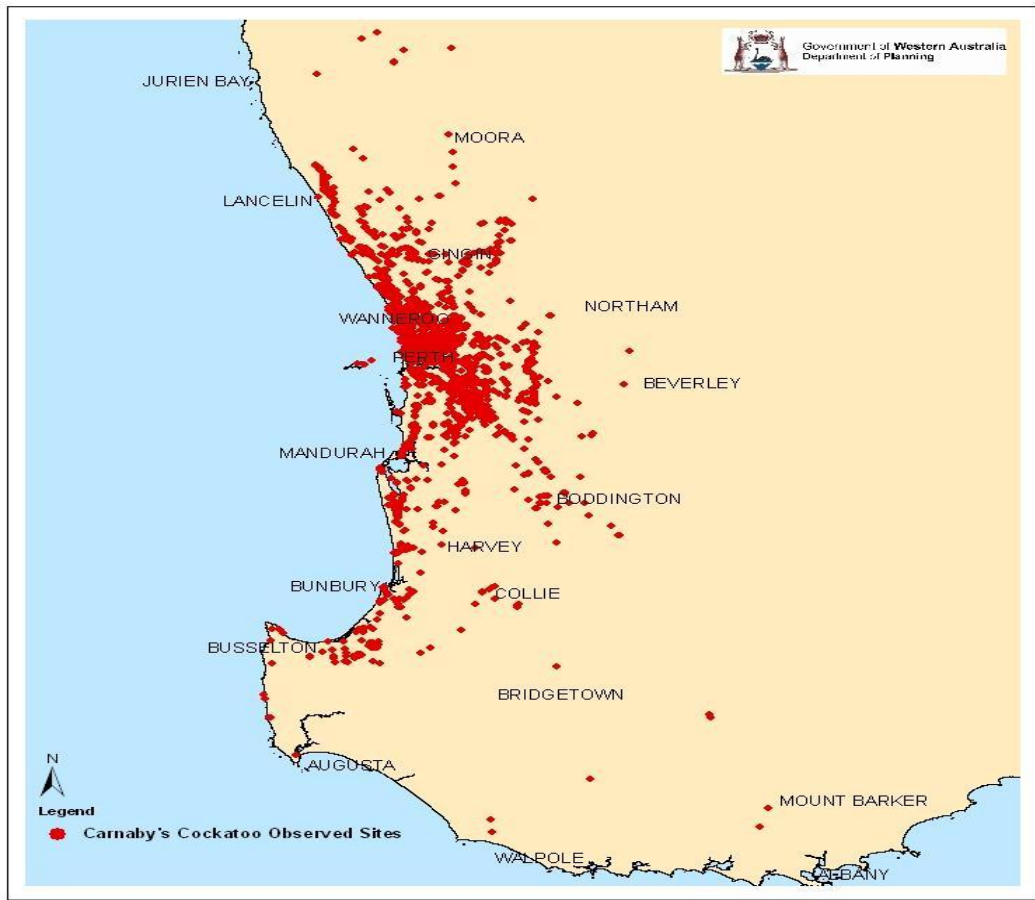 Government of Western Australia
Department of Planning
JURIEN BAY
MOORA
LANCELIN
GINGIN
NORTHAM
WANNEROO
PERTH
BEVERLEY
MANDURAH
BODDINGTON
HARVEY
BUNBURY
COLLIE
BUSSELTON
BRIDGETOWN
N
AUGUSTA
MOUNT BARKER
Legend
Carnaby's Cockatoo Observed Sites
WALPOLE
ALBANY